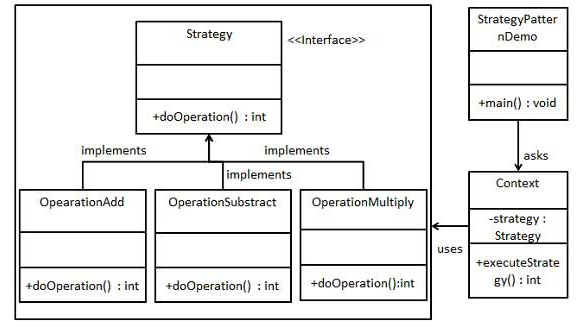 Strategy
<<Interface>>
+doOperation() : int
StrategyPatter
nDemo
+main() : void
implements
implements
implements
asks
OpearationAdd
+doOperation() : int
OperationSubstract
+doOperation() : int
OperationMultiply
+doOperation():int
uses
Context
-strategy :
Strategy
+executeStrate
gy() : int